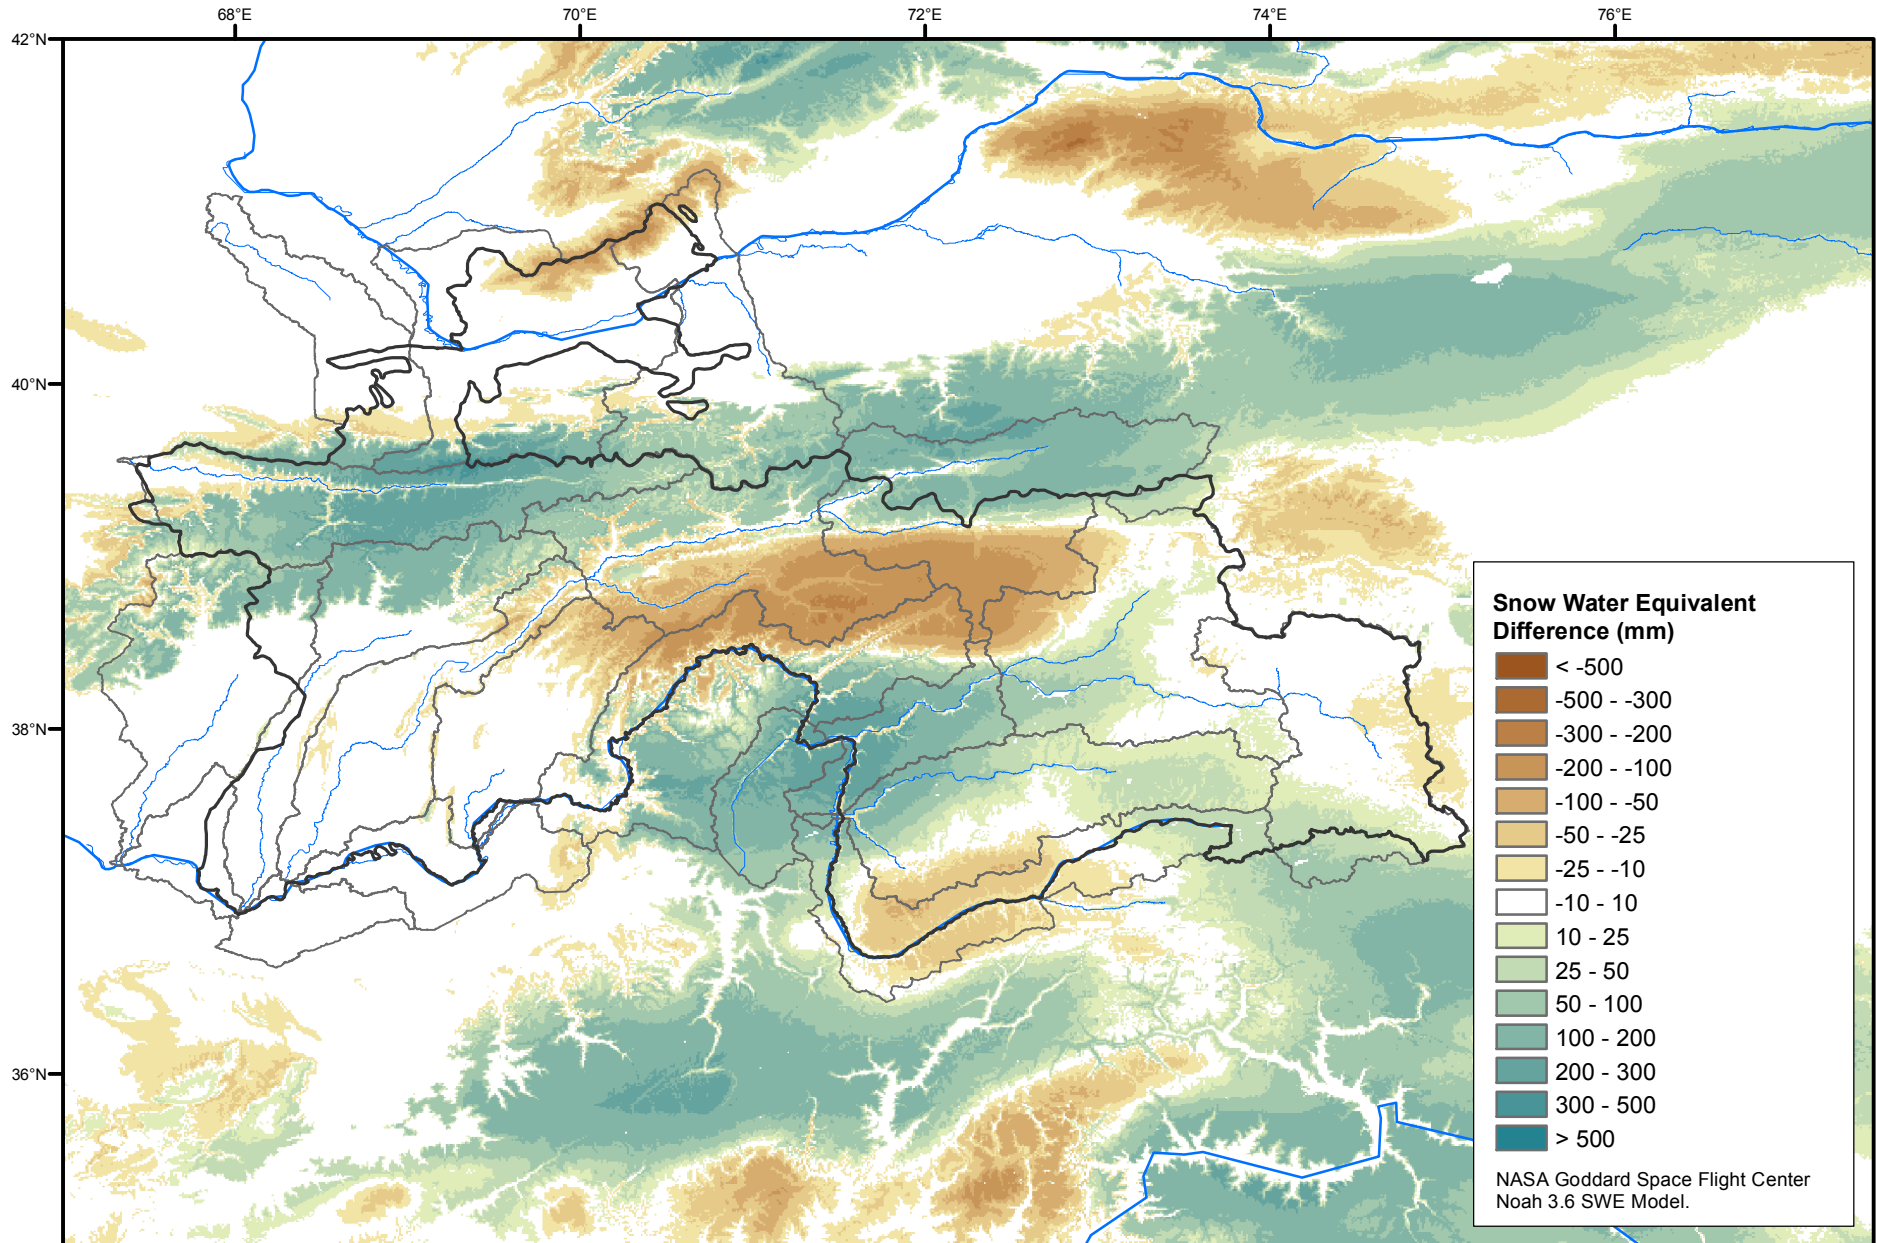 68°E 70°E 72°E 74°E 76°E
42°N
40°N
38°N
36°N
Snow Water Equivalent
Difference (mm)
< -500
-500 - -300
-300 - -200
-200 - -100
-100 - -50
-50 - -25
-25 - -10
-10 - 10
10 - 25
25 - 50
50 - 100
100 - 200
200 - 300
300 - 500
> 500
NASA Goddard Space Flight Center
Noah 3.6 SWE Model.